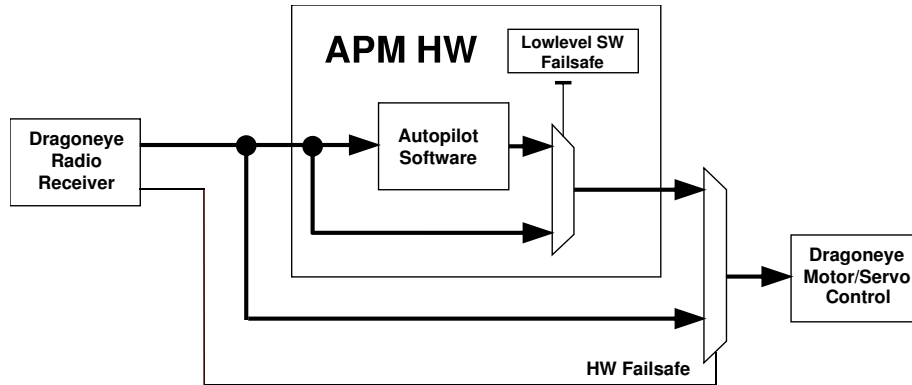 APM HW
Lowlevel SW
Failsafe
Dragoneye
Radio
Receiver
Autopilot
Software
Dragoneye
Motor/Servo
Control
HW Failsafe